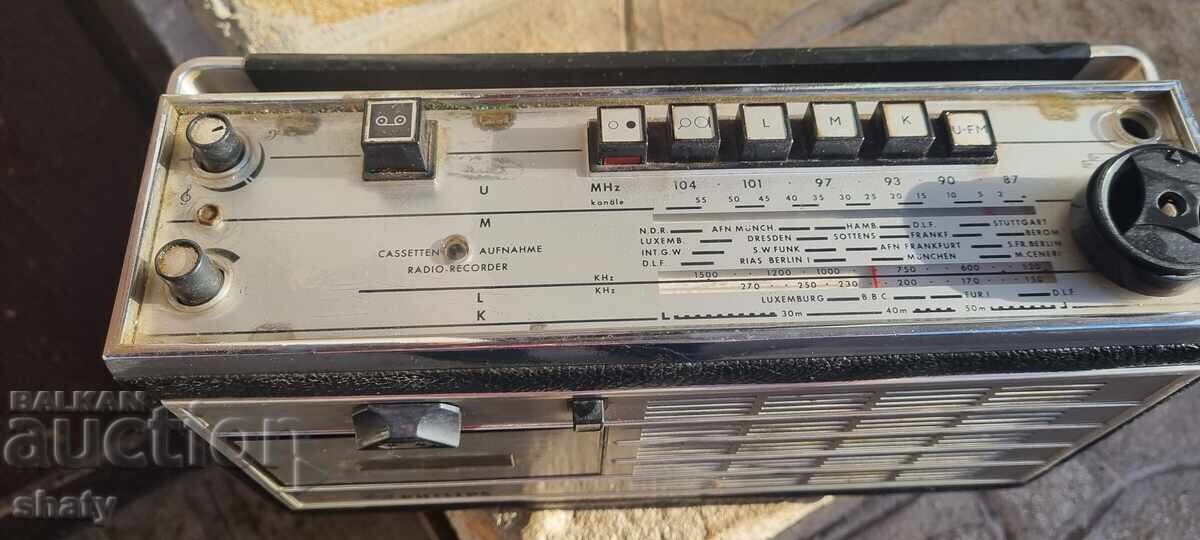 L M K U-FM
U MHz 104 · 101 · 97 · 93 · 90 · 87
kanäle 55 50 45 40 35 30 25 20 15 10 5 2
M
N.D.R. AFN MÜNCH. HAMB. D.L.F. STUTTGART
LUXEMB. DRESDEN SOTTENS FRANKF. BEROM
INT.G.W S.W.FUNK AFN FRANKFURT S.FR.BERLIN
D.L.F RIAS BERLIN I MÜNCHEN M.CENERI
CASSETTEN AUFNAHME
RADIO-RECORDER
KHz 1500 · 1200 · 1000 · 750 · 600 · 520
L KHz 270 · 250 · 230 · 200 · 170 · 150
LUXEMBURG B.B.C EUR I D.L.F
K 30m 40m 50m
PHILIPS
BALKAN
auction
shaty